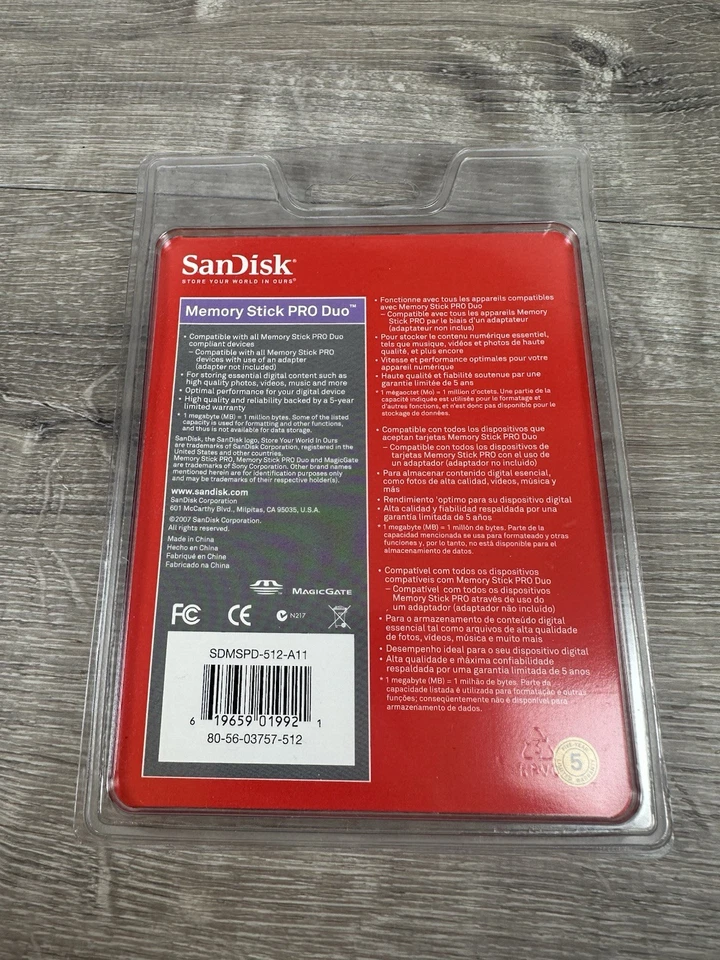 SanDisk®
STORE YOUR WORLD IN OURS®
Memory Stick PRO Duo™
• Compatible with all Memory Stick PRO Duo
compliant devices
– Compatible with all Memory Stick PRO
devices with use of an adapter
(adapter not included)
• For storing essential digital content such as
high quality photos, videos, music and more
• Optimal performance for your digital device
• High quality and reliability backed by a 5-year
limited warranty
* 1 megabyte (MB) = 1 million bytes. Some of the listed
capacity is used for formatting and other functions,
and thus is not available for data storage.
SanDisk, the SanDisk logo, Store Your World In Ours
are trademarks of SanDisk Corporation, registered in the
United States and other countries.
Memory Stick PRO, Memory Stick PRO Duo and MagicGate
are trademarks of Sony Corporation. Other brand names
mentioned herein are for identification purposes only
and may be trademarks of their respective holder(s).
www.sandisk.com
SanDisk Corporation
601 McCarthy Blvd., Milpitas, CA 95035, U.S.A.
©2007 SanDisk Corporation.
All rights reserved.
Made in China
Hecho en China
Fabriqué en China
Fabricado na China
MAGICGATE
FC CE N217
SDMSPD-512-A11
6 19659 01992 1
80-56-03757-512
• Fonctionne avec tous les appareils compatibles
avec Memory Stick PRO Duo
– Compatible avec tous les appareils Memory
Stick PRO par le biais d'un adaptateur
(adaptateur non inclus)
• Pour stocker le contenu numérique essentiel,
tels que musique, vidéos et photos de haute
qualité, et plus encore
• Vitesse et performance optimales pour votre
appareil numérique
• Haute qualité et fiabilité soutenue par une
garantie limitée de 5 ans
* 1 mégaoctet (Mo) = 1 million d'octets. Une partie de la
capacité indiquée est utilisée pour le formatage et
d'autres fonctions, et n'est donc pas disponible pour le
stockage de données.
• Compatible con todos los dispositivos que
aceptan tarjetas Memory Stick PRO Duo
– Compatible con todos los dispositivos de
tarjetas Memory Stick PRO con el uso de
un adaptador (adaptador no incluido)
• Para almacenar contenido digital esencial,
como fotos de alta calidad, videos, música y
más
• Rendimiento 'optimo para su dispositivo digital
• Alta calidad y fiabilidad respaldada por una
garantía limitada de 5 años
* 1 megabyte (MB) = 1 millón de bytes. Parte de la
capacidad mencionada se usa para formateado y otras
funciones y, por lo tanto, no está disponible para el
almacenamiento de datos.
• Compatível com todos os dispositivos
compatíveis com Memory Stick PRO Duo
– Compatível com todos os dispositivos
Memory Stick PRO através de uso do
um adaptador (adaptador não incluído)
• Para o armazenamento de conteúdo digital
essencial tal como arquivos de alta qualidade
de fotos, vídeos, música e muito mais
• Desempenho ideal para o seu dispositivo digital
• Alta qualidade e máxima confiabilidade
respaldada por uma garantia limitada de 5 anos
* 1 megabyte (MB) = 1 milhão de bytes. Parte da
capacidade listada é utilizada para formatação e outras
funções; conseqüentemente não é disponível para
armazenamento de dados.
5